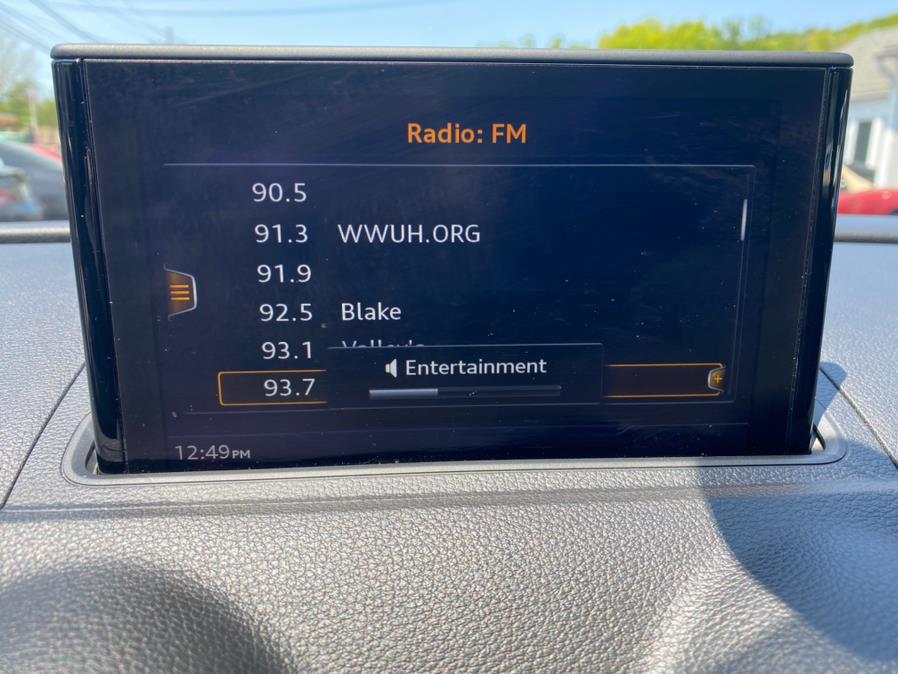 Radio: FM
90.5
91.3 WWUH.ORG
91.9
92.5 Blake
93.1
Entertainment
93.7
12:49PM